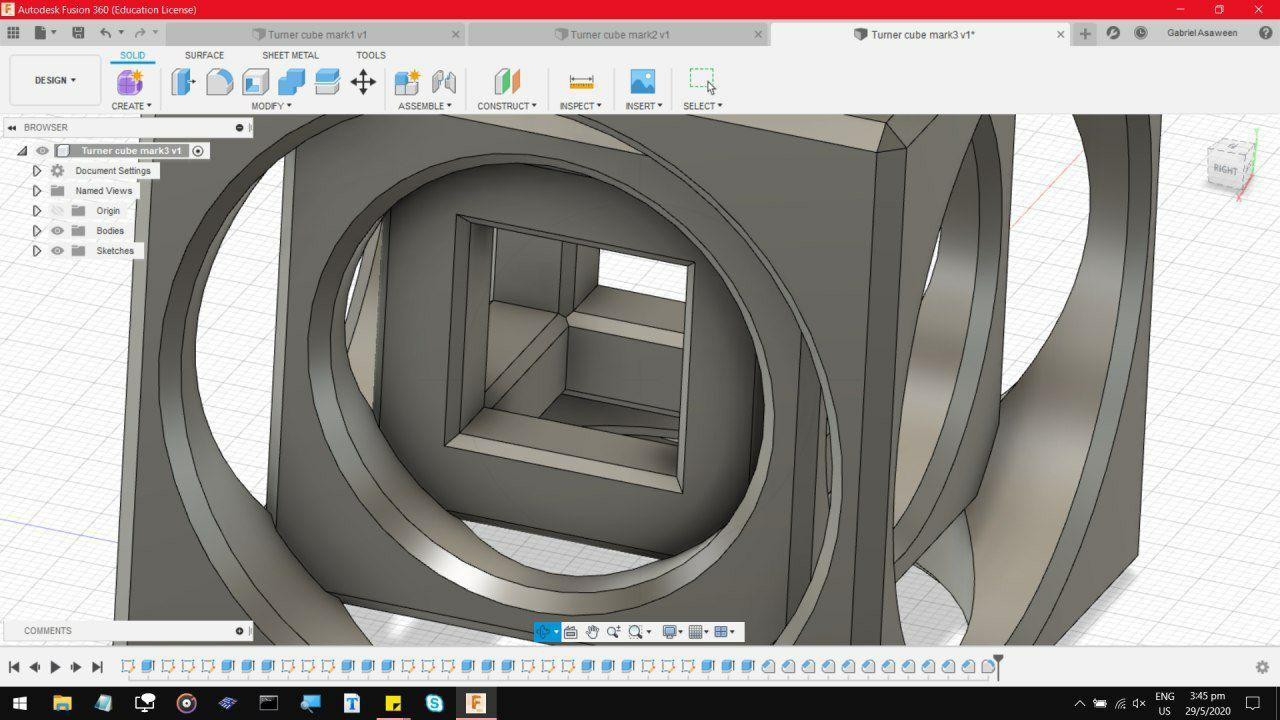 Autodesk Fusion 360 (Education License)
Turner cube mark1 v1
Turner cube mark2 v1
Turner cube mark3 v1*
Gabriel Asaween
DESIGN
SOLID
SURFACE
SHEET METAL
TOOLS
CREATE
MODIFY
ASSEMBLE
CONSTRUCT
INSPECT
INSERT
SELECT
BROWSER
Turner cube mark3 v1
Document Settings
Named Views
Origin
Bodies
Sketches
RIGHT
COMMENTS
ENG
US
3:45 pm
29/5/2020